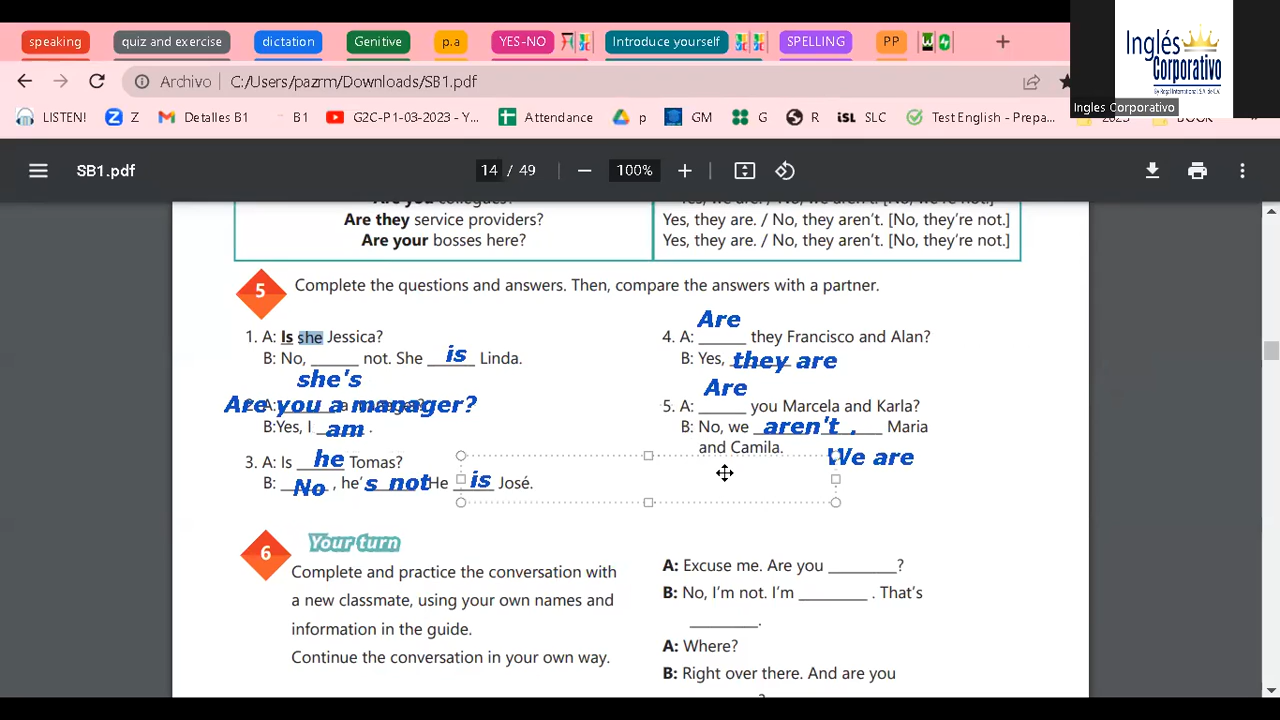 speaking quiz and exercise dictation Genitive p.a YES-NO Introduce yourself SPELLING PP
Inglés
Corporativo
Ingles Corporativo
Archivo C:/Users/pazrm/Downloads/SB1.pdf
LISTEN! Z Detalles B1 B1 G2C-P1-03-2023 - Y... Attendance p GM G R iSL SLC Test English - Prepa...
SB1.pdf 14 / 49 100%
Are they service providers? Yes, they are. / No, they aren't. [No, they're not.]
Are your bosses here? Yes, they are. / No, they aren't. [No, they're not.]
5 Complete the questions and answers. Then, compare the answers with a partner.
1. A: Is she Jessica?
B: No, _____ not. She is Linda.
she's
Are you a manager?
B:Yes, I am .
3. A: Is he Tomas?
B: No , he's not He is José.
Are
4. A: _____ they Francisco and Alan?
B: Yes, they are
Are
5. A: _____ you Marcela and Karla?
B: No, we aren't . Maria
and Camila.
We are
6 Your turn
Complete and practice the conversation with
a new classmate, using your own names and
information in the guide.
Continue the conversation in your own way.
A: Excuse me. Are you ________?
B: No, I'm not. I'm ________ . That's
________.
A: Where?
B: Right over there. And are you